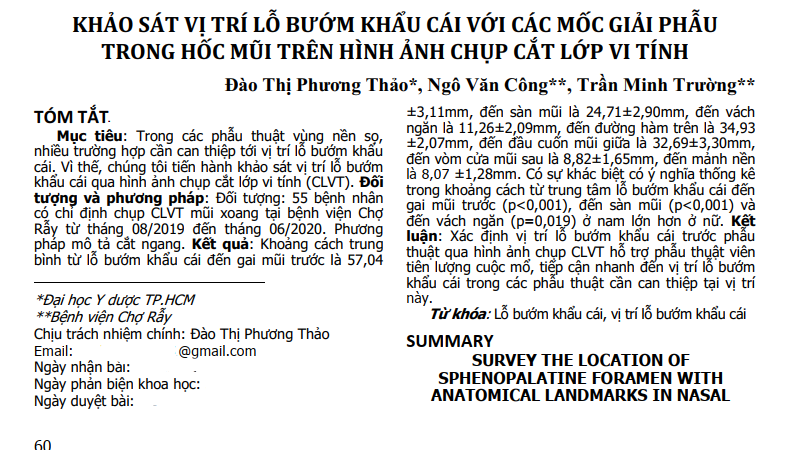 KHẢO SÁT VỊ TRÍ LỖ BƯỚM KHẨU CÁI VỚI CÁC MỐC GIẢI PHẪU
TRONG HỐC MŨI TRÊN HÌNH ẢNH CHỤP CẮT LỚP VI TÍNH
Đào Thị Phương Thảo*, Ngô Văn Công**, Trần Minh Trường**
TÓM TẮT.
Mục tiêu: Trong các phẫu thuật vùng nền sọ,
nhiều trường hợp cần can thiệp tới vị trí lỗ bướm khẩu
cái. Vì thế, chúng tôi tiến hành khảo sát vị trí lỗ bướm
khẩu cái qua hình ảnh chụp cắt lớp vi tính (CLVT). Đối
tượng và phương pháp: Đối tượng: 55 bệnh nhân
có chỉ định chụp CLVT mũi xoang tại bệnh viện Chợ
Rẫy từ tháng 08/2019 đến tháng 06/2020. Phương
pháp mô tả cắt ngang. Kết quả: Khoảng cách trung
bình từ lỗ bướm khẩu cái đến gai mũi trước là 57,04
*Đại học Y dược TP.HCM
**Bệnh viện Chợ Rẫy
Chịu trách nhiệm chính: Đào Thị Phương Thảo
Email: @gmail.com
Ngày nhận bài:
Ngày phản biện khoa học:
Ngày duyệt bài:
60
±3,11mm, đến sàn mũi là 24,71±2,90mm, đến vách
ngăn là 11,26±2,09mm, đến đường hàm trên là 34,93
±2,07mm, đến đầu cuốn mũi giữa là 32,69±3,30mm,
đến vòm cửa mũi sau là 8,82±1,65mm, đến mảnh nền
là 8,07 ±1,28mm. Có sự khác biệt có ý nghĩa thống kê
trong khoảng cách từ trung tâm lỗ bướm khẩu cái đến
gai mũi trước (p<0,001), đến sàn mũi (p<0,001) và
đến vách ngăn (p=0,019) ở nam lớn hơn ở nữ. Kết
luận: Xác định vị trí lỗ bướm khẩu cái trước phẫu
thuật qua hình ảnh chụp CLVT hỗ trợ phẫu thuật viên
tiên lượng cuộc mổ, tiếp cận nhanh đến vị trí lỗ bướm
khẩu cái trong các phẫu thuật cần can thiệp tại vị trí
này.
Từ khóa: Lỗ bướm khẩu cái, vị trí lỗ bướm khẩu cái
SUMMARY
SURVEY THE LOCATION OF
SPHENOPALATINE FORAMEN WITH
ANATOMICAL LANDMARKS IN NASAL